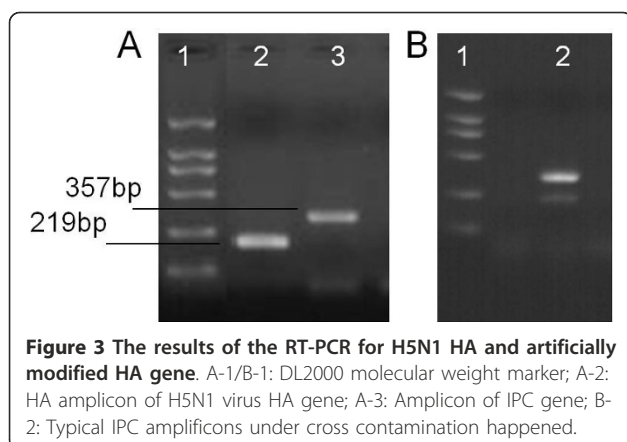 A
B
1 2 3
1 2
357bp
219bp
Figure 3 The results of the RT-PCR for H5N1 HA and artificially
modified HA gene. A-1/B-1: DL2000 molecular weight marker; A-2:
HA amplicon of H5N1 virus HA gene; A-3: Amplicon of IPC gene; B-
2: Typical IPC amplificons under cross contamination happened.